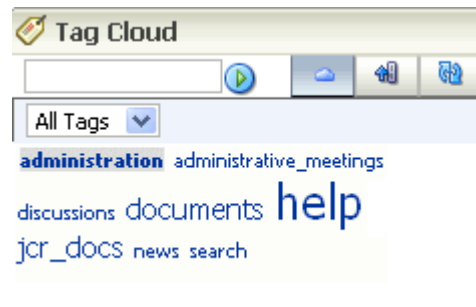 Tag Cloud
All Tags
administration administrative_meetings
discussions documents help
jcr_docs news search